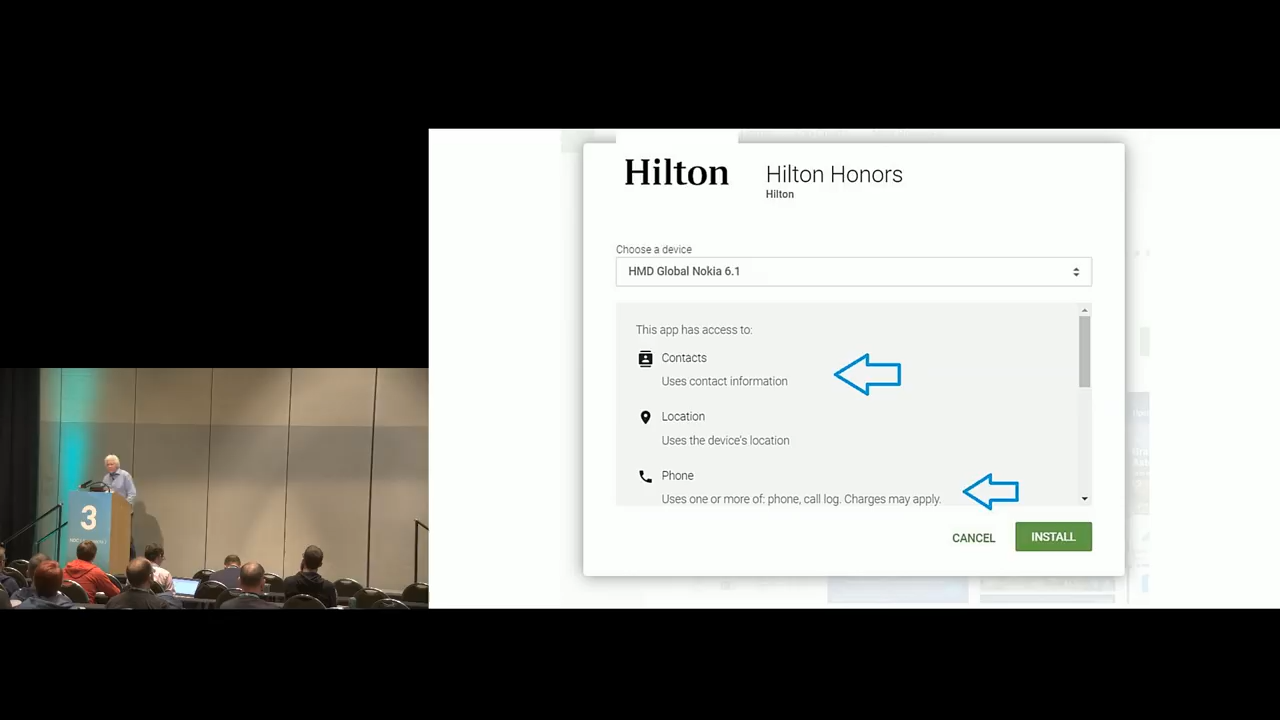 Hilton
Hilton Honors
Hilton
Choose a device
HMD Global Nokia 6.1
This app has access to:
Contacts
Uses contact information
Location
Uses the device's location
Phone
Uses one or more of: phone, call log. Charges may apply.
CANCEL
INSTALL
3